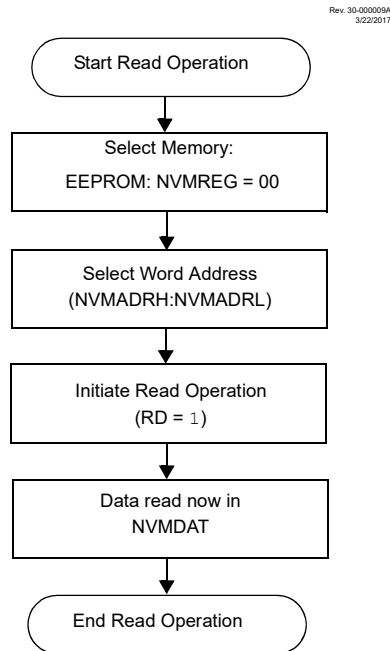 Rev. 30-000009A
3/22/2017
Start Read Operation
Select Memory:
EEPROM: NVMREG = 00
Select Word Address
(NVMADRH:NVMADRL)
Initiate Read Operation
(RD = 1)
Data read now in
NVMDAT
End Read Operation